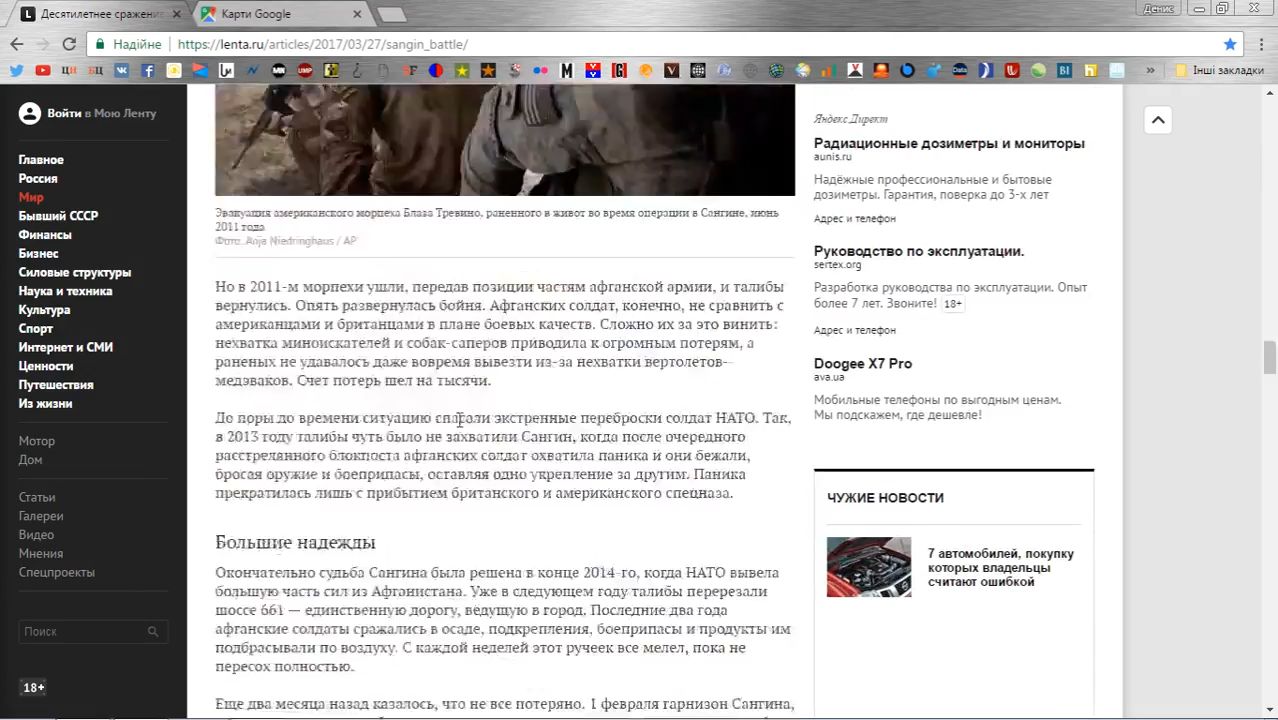 Десятилетнее сражение
Карти Google
Денис
Надійне
https://lenta.ru/articles/2017/03/27/sangin_battle/
Інші закладки
Войти в Мою Ленту
Главное
Россия
Мир
Бывший СССР
Финансы
Бизнес
Силовые структуры
Наука и техника
Культура
Спорт
Интернет и СМИ
Ценности
Путешествия
Из жизни
Мотор
Дом
Статьи
Галереи
Видео
Мнения
Спецпроекты
Поиск
18+
Эвакуация американского морпеха Блаза Тревино, раненного в живот во время операции в Сангине, июнь
2011 года
Фото: Anja Niedringhaus / AP
Но в 2011-м морпехи ушли, передав позиции частям афганской армии, и талибы
вернулись. Опять развернулась бойня. Афганских солдат, конечно, не сравнить с
американцами и британцами в плане боевых качеств. Сложно их за это винить:
нехватка миноискателей и собак-саперов приводила к огромным потерям, а
раненых не удавалось даже вовремя вывезти из-за нехватки вертолетов-
медэваков. Счет потерь шел на тысячи.
До поры до времени ситуацию спасали экстренные переброски солдат НАТО. Так,
в 2013 году талибы чуть было не захватили Сангин, когда после очередного
расстрелянного блокпоста афганских солдат охватила паника и они бежали,
бросая оружие и боеприпасы, оставляя одно укрепление за другим. Паника
прекратилась лишь с прибытием британского и американского спецназа.
Большие надежды
Окончательно судьба Сангина была решена в конце 2014-го, когда НАТО вывела
большую часть сил из Афганистана. Уже в следующем году талибы перерезали
шоссе 661 — единственную дорогу, ведущую в город. Последние два года
афганские солдаты сражались в осаде, подкрепления, боеприпасы и продукты им
подбрасывали по воздуху. С каждой неделей этот ручеек все мелел, пока не
пересох полностью.
Еще два месяца назад казалось, что не все потеряно. 1 февраля гарнизон Сангина,
Яндекс.Директ
Радиационные дозиметры и мониторы
aunis.ru
Надёжные профессиональные и бытовые
дозиметры. Гарантия, поверка до 3-х лет
Адрес и телефон
Руководство по эксплуатации.
sertex.org
Разработка руководства по эксплуатации. Опыт
более 7 лет. Звоните! 18+
Адрес и телефон
Doogee X7 Pro
ava.ua
Мобильные телефоны по выгодным ценам.
Мы подскажем, где дешевле!
ЧУЖИЕ НОВОСТИ
7 автомобилей, покупку
которых владельцы
считают ошибкой